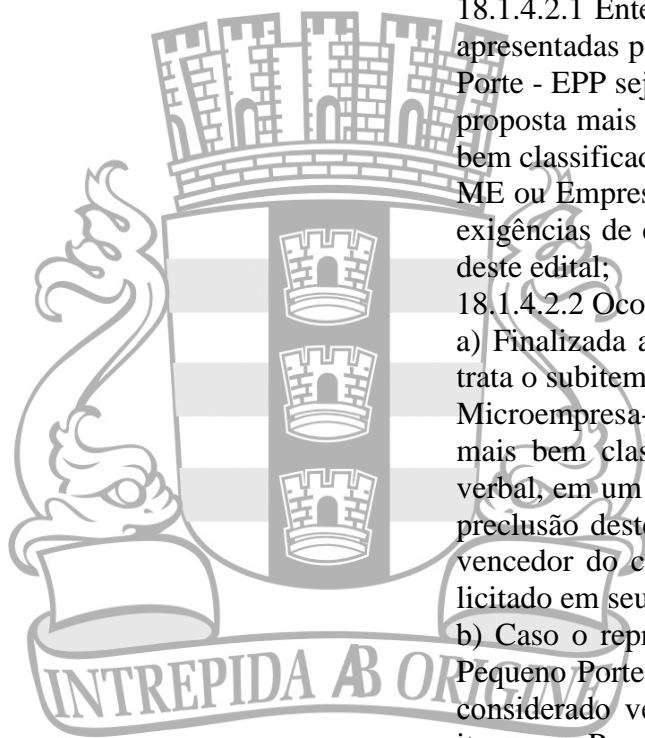 18.1.4.2.1 Ente
apresentadas p
Porte - EPP sej
proposta mais
bem classificad
ME ou Empres
exigências de
deste edital;
18.1.4.2.2 Oco
a) Finalizada a
trata o subitem
Microempresa-
mais bem clas
verbal, em um
preclusão deste
vencedor do c
licitado em seu
b) Caso o repr
Pequeno Porte
considerado ve
INTREPIDA AB ORIGINE